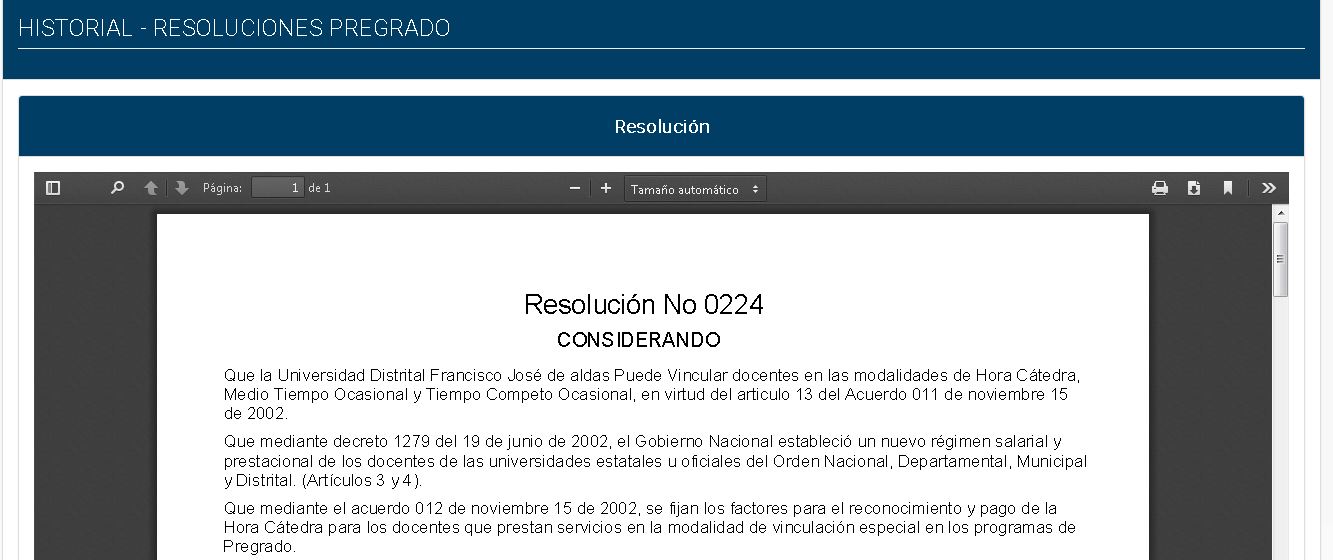 HISTORIAL - RESOLUCIONES PREGRADO
Resolución
Página: 1 de 1
Tamaño automático
Resolución No 0224
CONSIDERANDO
Que la Universidad Distrital Francisco José de aldas Puede Vincular docentes en las modalidades de Hora Cátedra,
Medio Tiempo Ocasional y Tiempo Competo Ocasional, en virtud del articulo 13 del Acuerdo 011 de noviembre 15
de 2002.
Que mediante decreto 1279 del 19 de junio de 2002, el Gobierno Nacional estableció un nuevo régimen salarial y
prestacional de los docentes de las universidades estatales u oficiales del Orden Nacional, Departamental, Municipal
y Distrital. (Artículos 3 y 4).
Que mediante el acuerdo 012 de noviembre 15 de 2002, se fijan los factores para el reconocimiento y pago de la
Hora Cátedra para los docentes que prestan servicios en la modalidad de vinculación especial en los programas de
Pregrado.